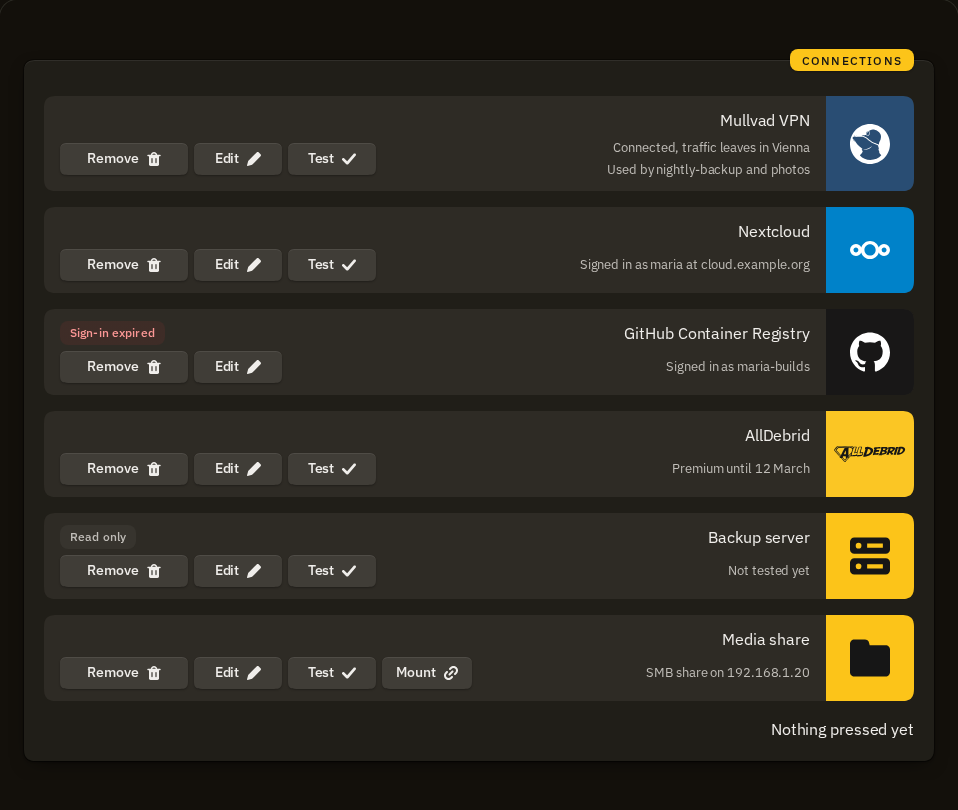 CONNECTIONS
Mullvad VPN
Connected, traffic leaves in Vienna
Used by nightly-backup and photos
Remove Edit Test
Nextcloud
Signed in as maria at cloud.example.org
Remove Edit Test
Sign-in expired
GitHub Container Registry
Signed in as maria-builds
Remove Edit
AllDebrid
Premium until 12 March
Remove Edit Test
ALLDEBRID
Read only
Backup server
Not tested yet
Remove Edit Test
Media share
SMB share on 192.168.1.20
Remove Edit Test Mount
Nothing pressed yet